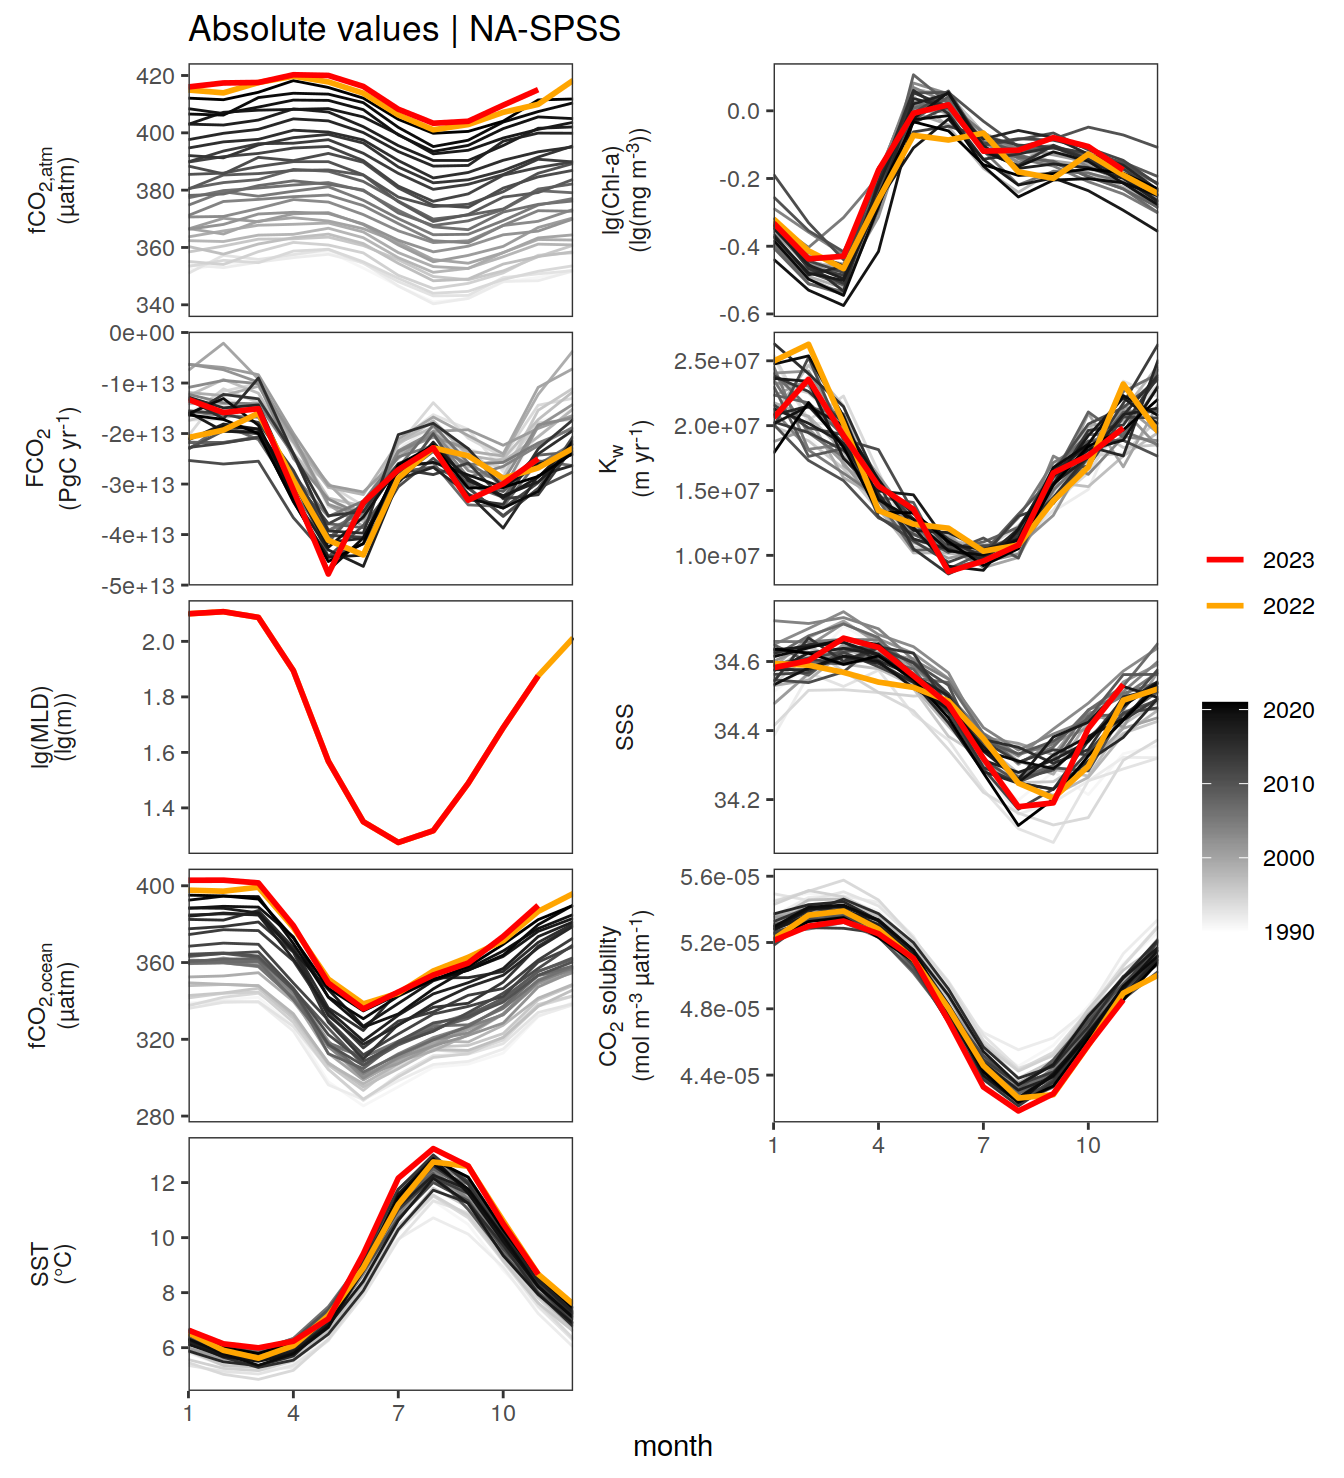 Absolute values | NA-SPSS
fCO2,atm
(µatm)
420
400
380
360
340
lg(Chl-a)
(lg(mg m-3))
0.0
-0.2
-0.4
-0.6
FCO2
(PgC yr-1)
0e+00
-1e+13
-2e+13
-3e+13
-4e+13
-5e+13
Kw
(m yr-1)
2.5e+07
2.0e+07
1.5e+07
1.0e+07
lg(MLD)
(lg(m))
2.0
1.8
1.6
1.4
SSS
34.6
34.4
34.2
fCO2,ocean
(µatm)
400
360
320
280
CO2 solubility
(mol m-3 µatm-1)
5.6e-05
5.2e-05
4.8e-05
4.4e-05
1 4 7 10
SST
(°C)
12
10
8
6
1 4 7 10
month
2023
2022
2020
2010
2000
1990